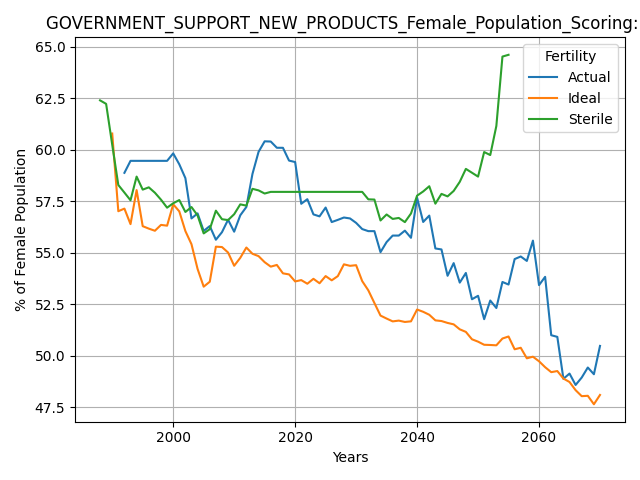 GOVERNMENT_SUPPORT_NEW_PRODUCTS_Female_Population_Scoring:
65.0
62.5
60.0
57.5
55.0
52.5
50.0
47.5
% of Female Population
Fertility
Actual
Ideal
Sterile
2000
2020
2040
2060
Years